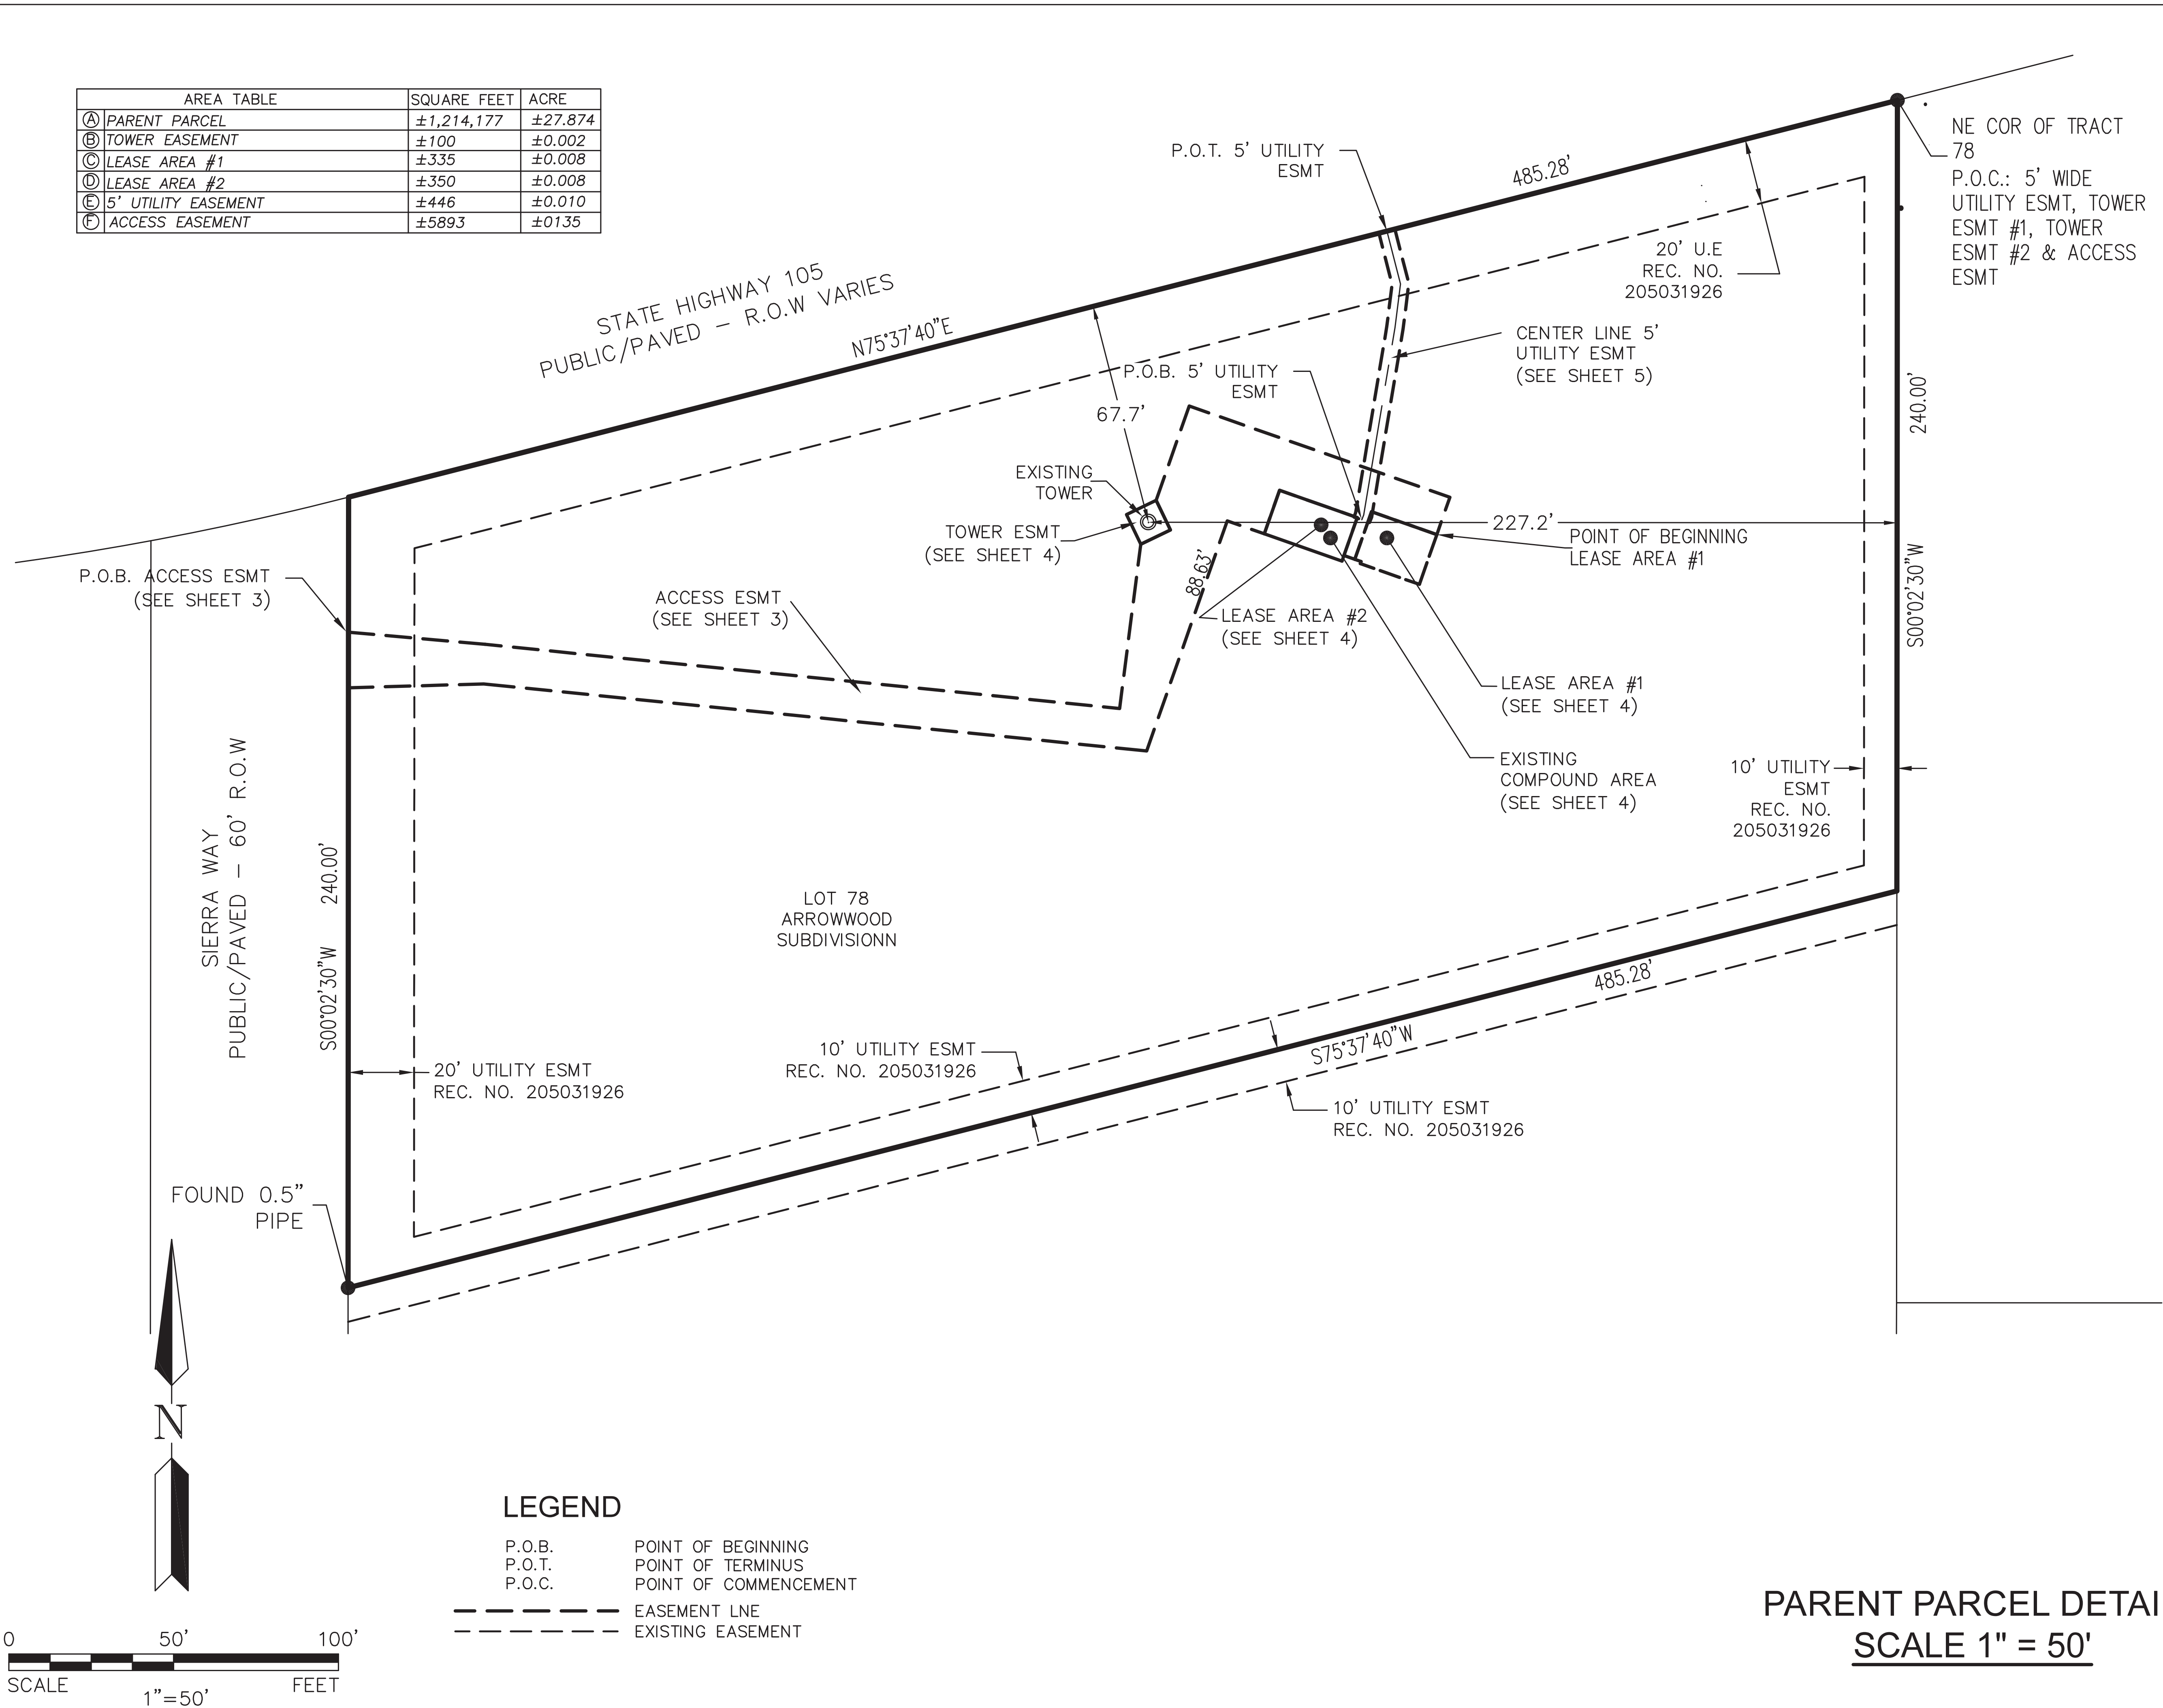 AREA TABLE SQUARE FEET ACRE
Ⓐ PARENT PARCEL ±1,214,177 ±27.874
Ⓑ TOWER EASEMENT ±100 ±0.002
Ⓒ LEASE AREA #1 ±335 ±0.008
Ⓓ LEASE AREA #2 ±350 ±0.008
Ⓔ 5' UTILITY EASEMENT ±446 ±0.010
Ⓕ ACCESS EASEMENT ±5893 ±0135
NE COR OF TRACT
78
P.O.C.: 5' WIDE
UTILITY ESMT, TOWER
ESMT #1, TOWER
ESMT #2 & ACCESS
ESMT
P.O.T. 5' UTILITY
ESMT
485.28'
20' U.E
REC. NO.
205031926
STATE HIGHWAY 105
PUBLIC/PAVED - R.O.W VARIES
N75°37'40"E
CENTER LINE 5'
UTILITY ESMT
(SEE SHEET 5)
P.O.B. 5' UTILITY
ESMT
67.7'
240.00'
S00°02'30"W
EXISTING
TOWER
TOWER ESMT
(SEE SHEET 4)
227.2'
POINT OF BEGINNING
LEASE AREA #1
88.63'
P.O.B. ACCESS ESMT
(SEE SHEET 3)
ACCESS ESMT
(SEE SHEET 3)
LEASE AREA #2
(SEE SHEET 4)
LEASE AREA #1
(SEE SHEET 4)
EXISTING
COMPOUND AREA
(SEE SHEET 4)
10' UTILITY
ESMT
REC. NO.
205031926
SIERRA WAY
PUBLIC/PAVED - 60' R.O.W
S00°02'30"W 240.00'
LOT 78
ARROWWOOD
SUBDIVISIONN
485.28'
S75°37'40"W
20' UTILITY ESMT
REC. NO. 205031926
10' UTILITY ESMT
REC. NO. 205031926
10' UTILITY ESMT
REC. NO. 205031926
FOUND 0.5"
PIPE
N
LEGEND
P.O.B. POINT OF BEGINNING
P.O.T. POINT OF TERMINUS
P.O.C. POINT OF COMMENCEMENT
EASEMENT LNE
EXISTING EASEMENT
0 50' 100'
SCALE FEET
1"=50'
PARENT PARCEL DETAI
SCALE 1" = 50'